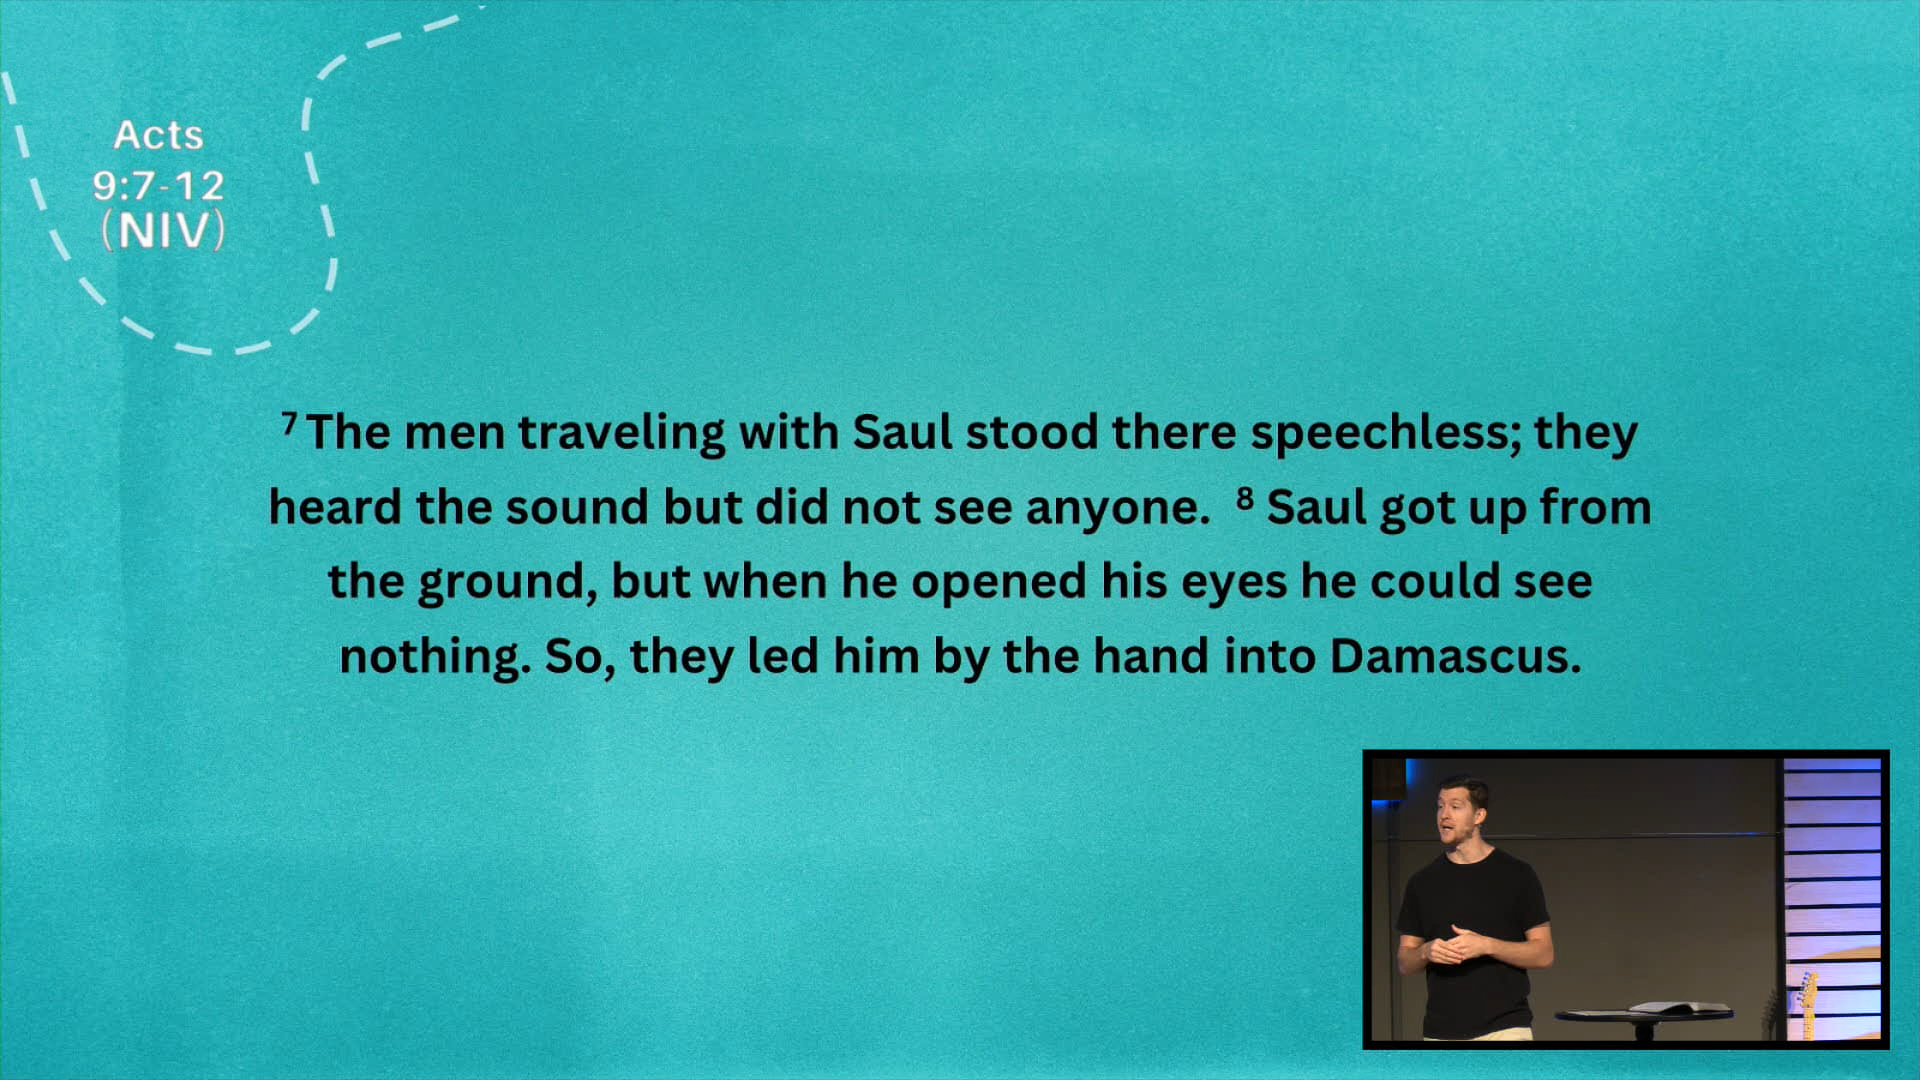 Acts
9:7-12
(NIV)
⁷ The men traveling with Saul stood there speechless; they
heard the sound but did not see anyone. ⁸ Saul got up from
the ground, but when he opened his eyes he could see
nothing. So, they led him by the hand into Damascus.